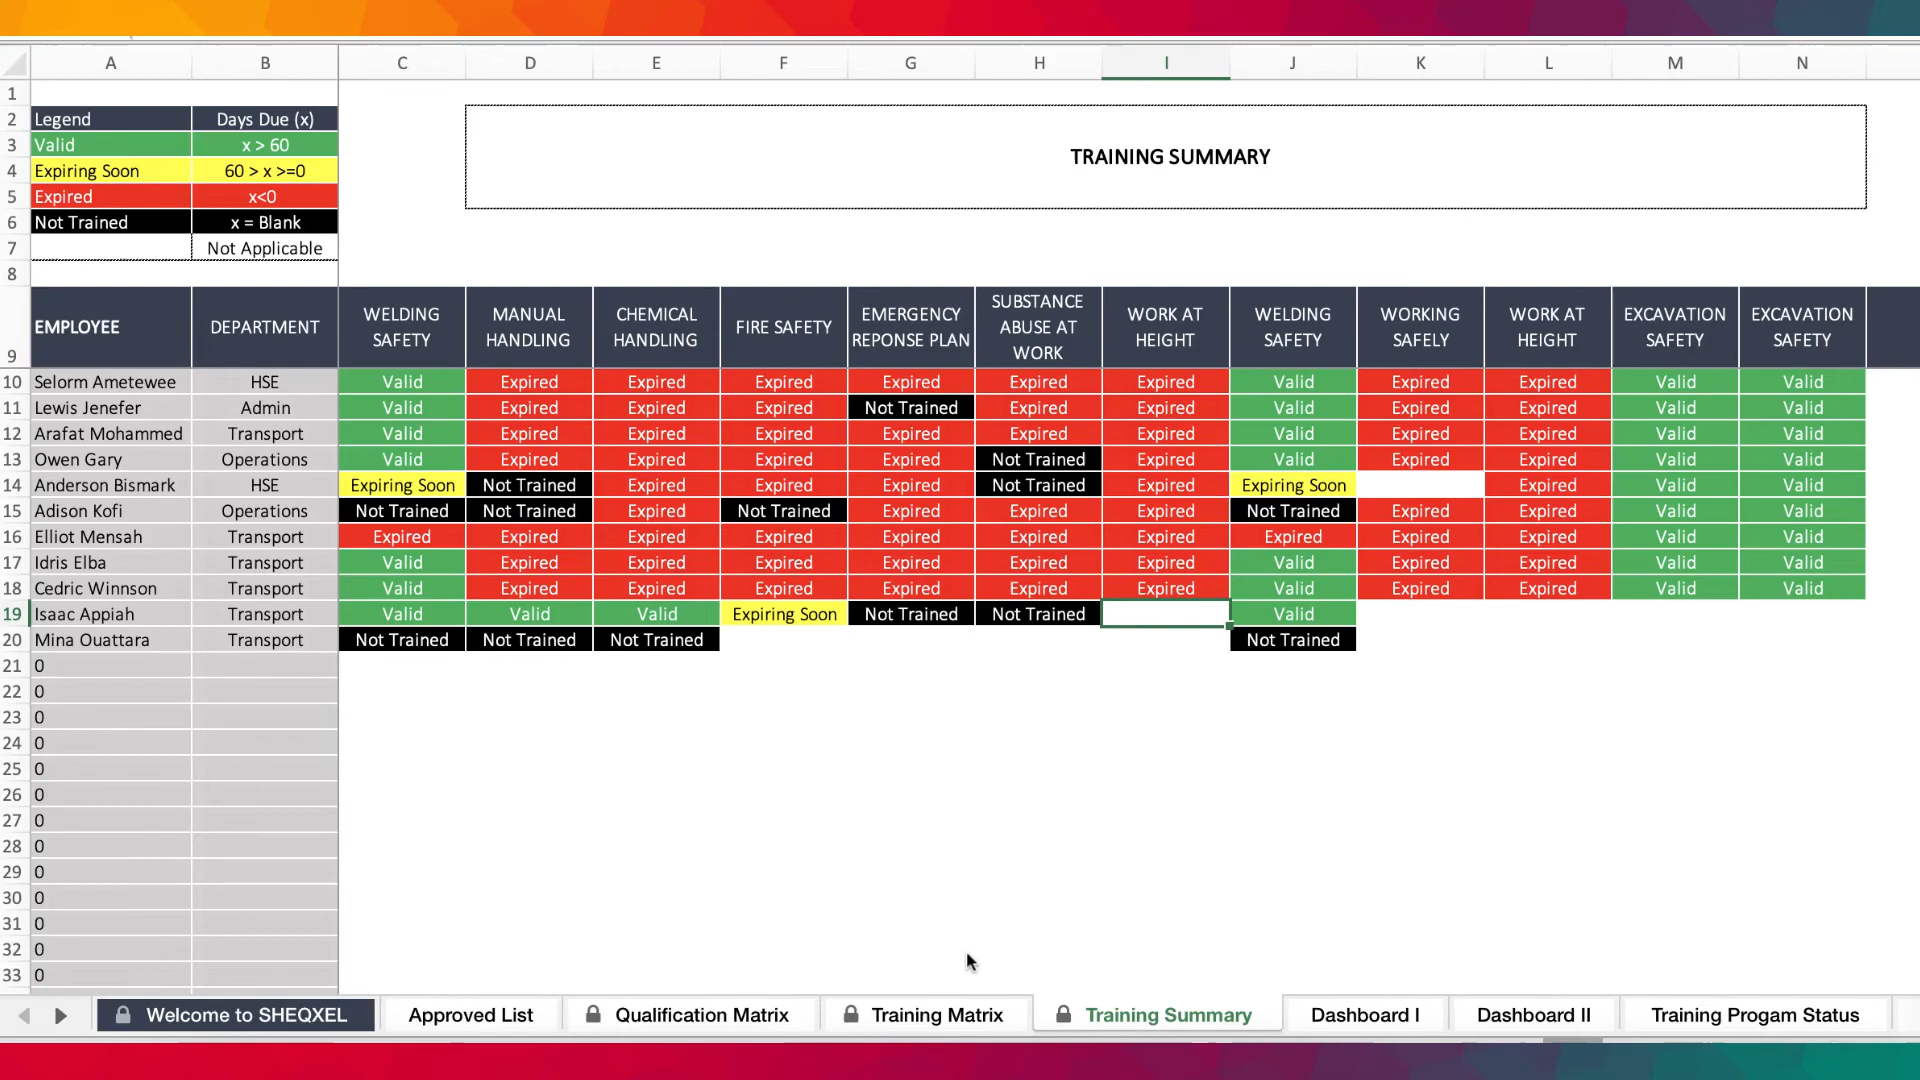 A B C D E F G H I J K L M N
1
2 Legend Days Due (x)
3 Valid x > 60
TRAINING SUMMARY
4 Expiring Soon 60 > x >=0
5 Expired x<0
6 Not Trained x = Blank
7 Not Applicable
8
9 EMPLOYEE DEPARTMENT WELDING SAFETY MANUAL HANDLING CHEMICAL HANDLING FIRE SAFETY EMERGENCY REPONSE PLAN SUBSTANCE ABUSE AT WORK WORK AT HEIGHT WELDING SAFETY WORKING SAFELY WORK AT HEIGHT EXCAVATION SAFETY EXCAVATION SAFETY
10 Selorm Ametewee HSE Valid Expired Expired Expired Expired Expired Expired Valid Expired Expired Valid Valid
11 Lewis Jenefer Admin Valid Expired Expired Expired Not Trained Expired Expired Valid Expired Expired Valid Valid
12 Arafat Mohammed Transport Valid Expired Expired Expired Expired Expired Expired Valid Expired Expired Valid Valid
13 Owen Gary Operations Valid Expired Expired Expired Expired Not Trained Expired Valid Expired Expired Valid Valid
14 Anderson Bismark HSE Expiring Soon Not Trained Expired Expired Expired Not Trained Expired Expiring Soon Expired Valid Valid
15 Adison Kofi Operations Not Trained Not Trained Expired Not Trained Expired Expired Expired Not Trained Expired Expired Valid Valid
16 Elliot Mensah Transport Expired Expired Expired Expired Expired Expired Expired Expired Expired Expired Valid Valid
17 Idris Elba Transport Valid Expired Expired Expired Expired Expired Expired Valid Expired Expired Valid Valid
18 Cedric Winnson Transport Valid Expired Expired Expired Expired Expired Expired Valid Expired Expired Valid Valid
19 Isaac Appiah Transport Valid Valid Valid Expiring Soon Not Trained Not Trained Valid
20 Mina Ouattara Transport Not Trained Not Trained Not Trained Not Trained
21 0
22 0
23 0
24 0
25 0
26 0
27 0
28 0
29 0
30 0
31 0
32 0
33 0
Welcome to SHEQXEL Approved List Qualification Matrix Training Matrix Training Summary Dashboard I Dashboard II Training Progam Status